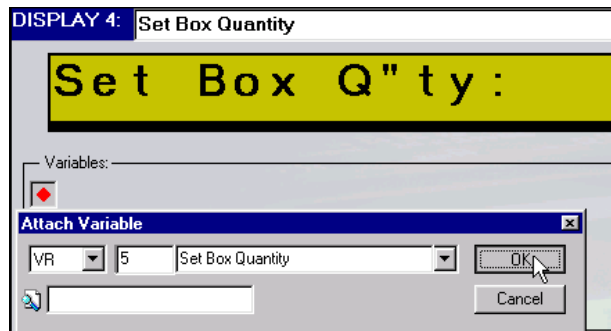 DISPLAY 4: Set Box Quantity
Set Box Q"ty:
Variables:
Attach Variable
VR 5 Set Box Quantity OK
Cancel